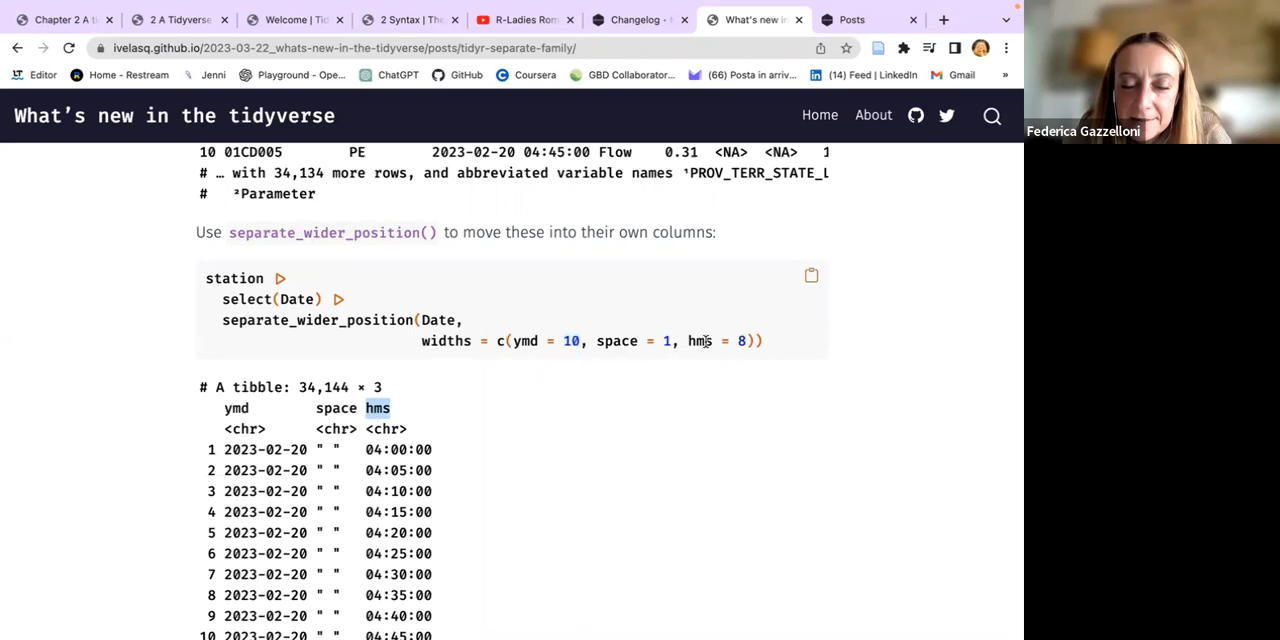 Chapter 2 A ti
2 A Tidyverse
Welcome | Tid
2 Syntax | The
R-Ladies Rom
Changelog •
What's new in
Posts
ivelasq.github.io/2023-03-22_whats-new-in-the-tidyverse/posts/tidyr-separate-family/
Editor
Home - Restream
Jenni
Playground - Ope...
ChatGPT
GitHub
Coursera
GBD Collaborator...
(66) Posta in arriv...
(14) Feed | LinkedIn
Gmail
»
What's new in the tidyverse
Home
About
Federica Gazzelloni
10 01CD005 PE 2023-02-20 04:45:00 Flow 0.31 <NA> <NA> 1
# … with 34,134 more rows, and abbreviated variable names ¹PROV_TERR_STATE_L
# ²Parameter
Use separate_wider_position() to move these into their own columns:
station |>
select(Date) |>
separate_wider_position(Date,
widths = c(ymd = 10, space = 1, hms = 8))
# A tibble: 34,144 × 3
ymd space hms
<chr> <chr> <chr>
1 2023-02-20 " " 04:00:00
2 2023-02-20 " " 04:05:00
3 2023-02-20 " " 04:10:00
4 2023-02-20 " " 04:15:00
5 2023-02-20 " " 04:20:00
6 2023-02-20 " " 04:25:00
7 2023-02-20 " " 04:30:00
8 2023-02-20 " " 04:35:00
9 2023-02-20 " " 04:40:00
10 2023-02-20 " " 04:45:00